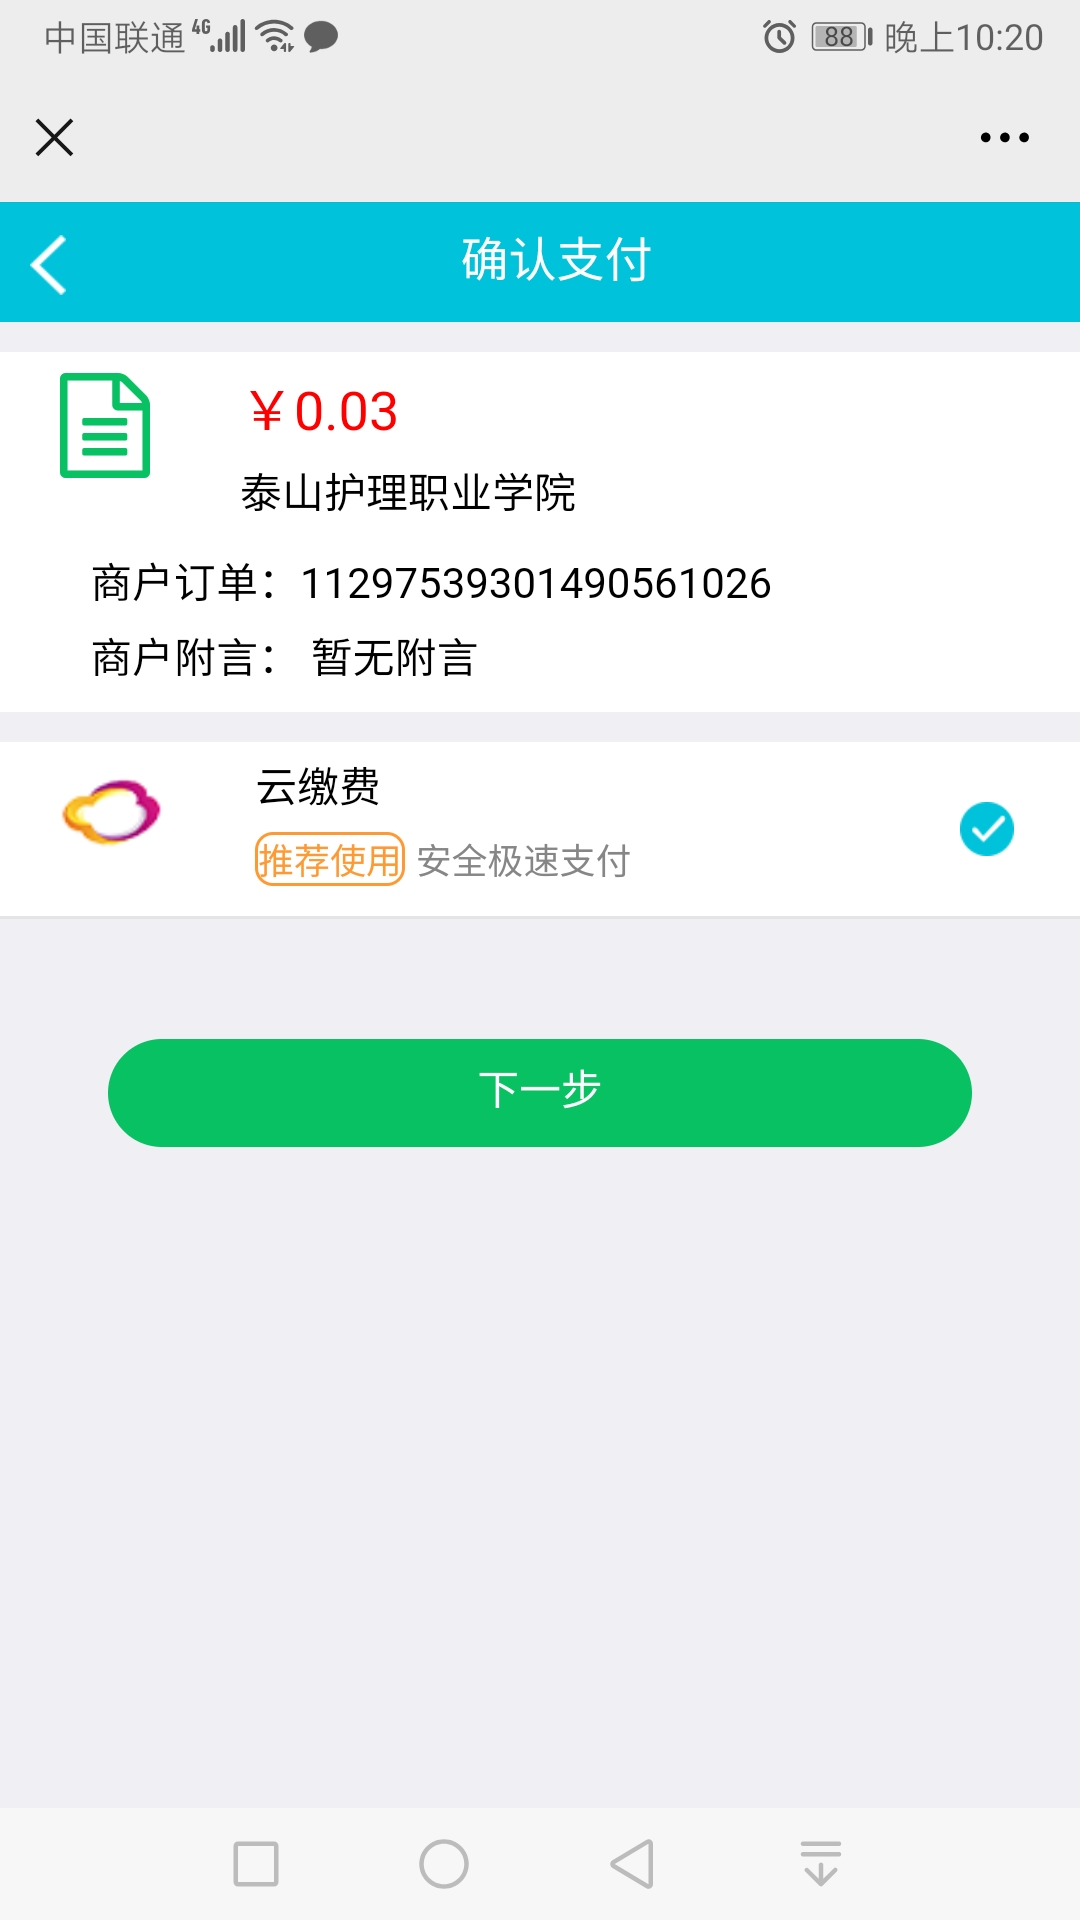 中国联通 4G 88 晚上10:20
确认支付
￥0.03
泰山护理职业学院
商户订单：11297539301490561026
商户附言： 暂无附言
云缴费
推荐使用 安全极速支付
下一步